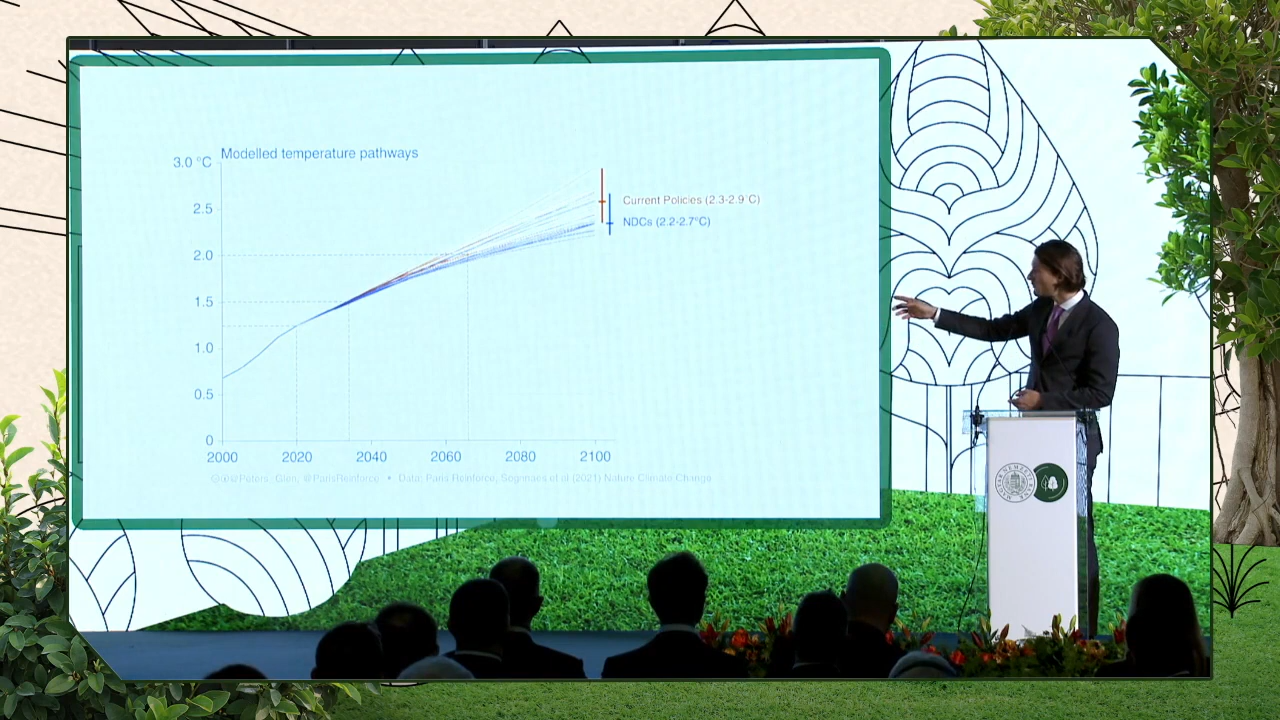 Modelled temperature pathways
3.0 °C
2.5
2.0
1.5
1.0
0.5
0
2000 2020 2040 2060 2080 2100
Current Policies (2.3-2.9°C)
NDCs (2.2-2.7°C)
@Peters_Glen, @ParisReinforce • Data: Paris Reinforce, Sognnaes et al (2021) Nature Climate Change